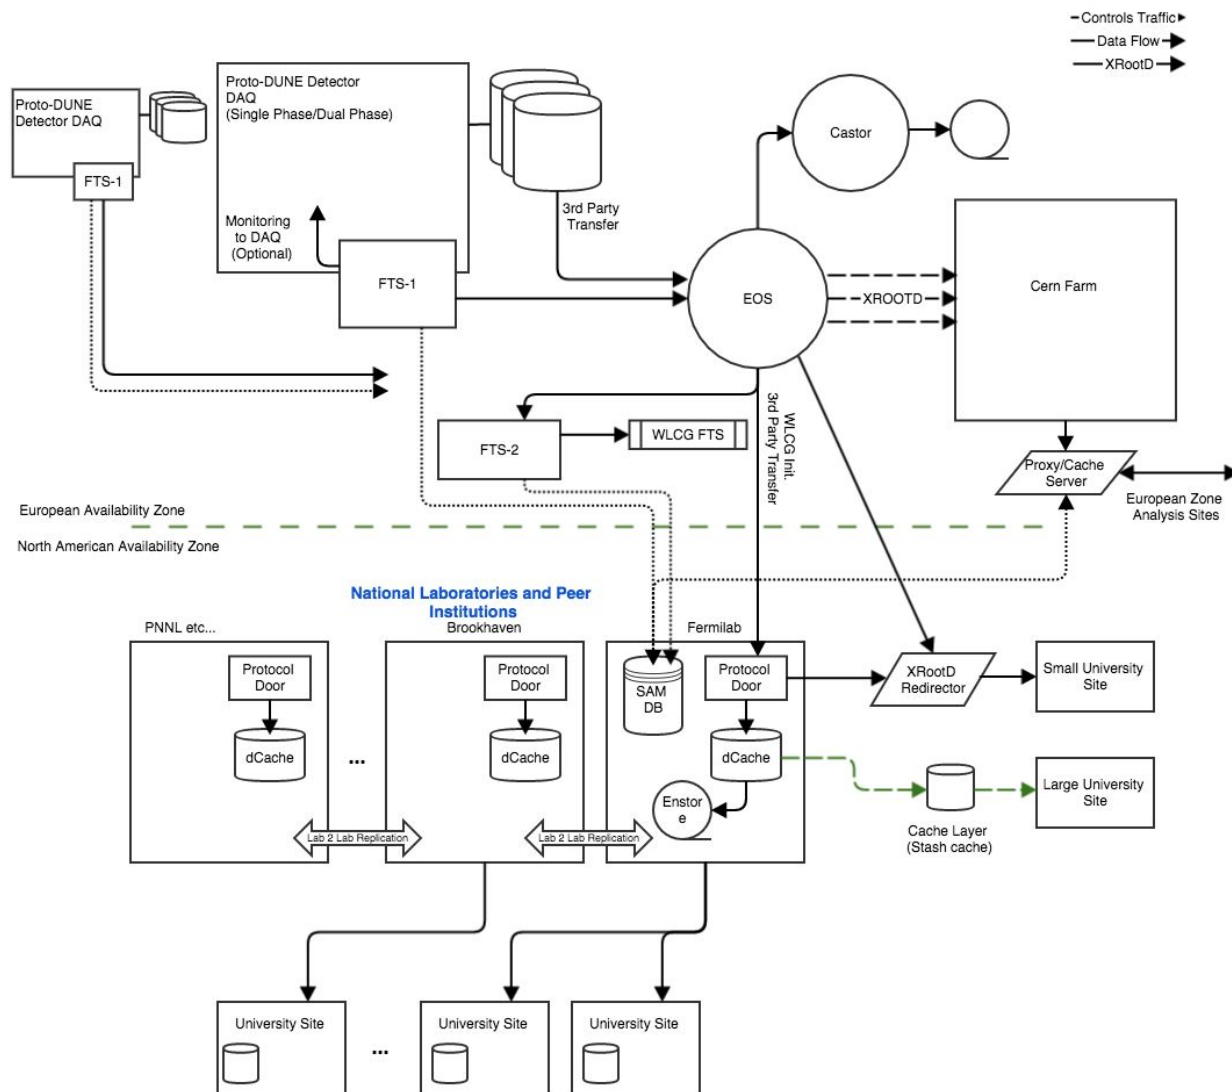 Controls Traffic
Data Flow
XRootD
Proto-DUNE
Detector DAQ
FTS-1
Proto-DUNE Detector
DAQ
(Single Phase/Dual Phase)
Monitoring
to DAQ
(Optional)
FTS-1
3rd Party
Transfer
Castor
EOS
XROOTD
Cern Farm
FTS-2
WLCG FTS
WLCG Init.
3rd Party Transfer
Proxy/Cache
Server
European Zone
Analysis Sites
European Availability Zone
North American Availability Zone
National Laboratories and Peer
Institutions
PNNL etc...
Brookhaven
Fermilab
Protocol
Door
dCache
...
Protocol
Door
dCache
SAM
DB
Protocol
Door
dCache
Enstor
e
Lab 2 Lab Replication
Lab 2 Lab Replication
XRootD
Redirector
Small University
Site
Large University
Site
Cache Layer
(Stash cache)
University Site
...
University Site
University Site